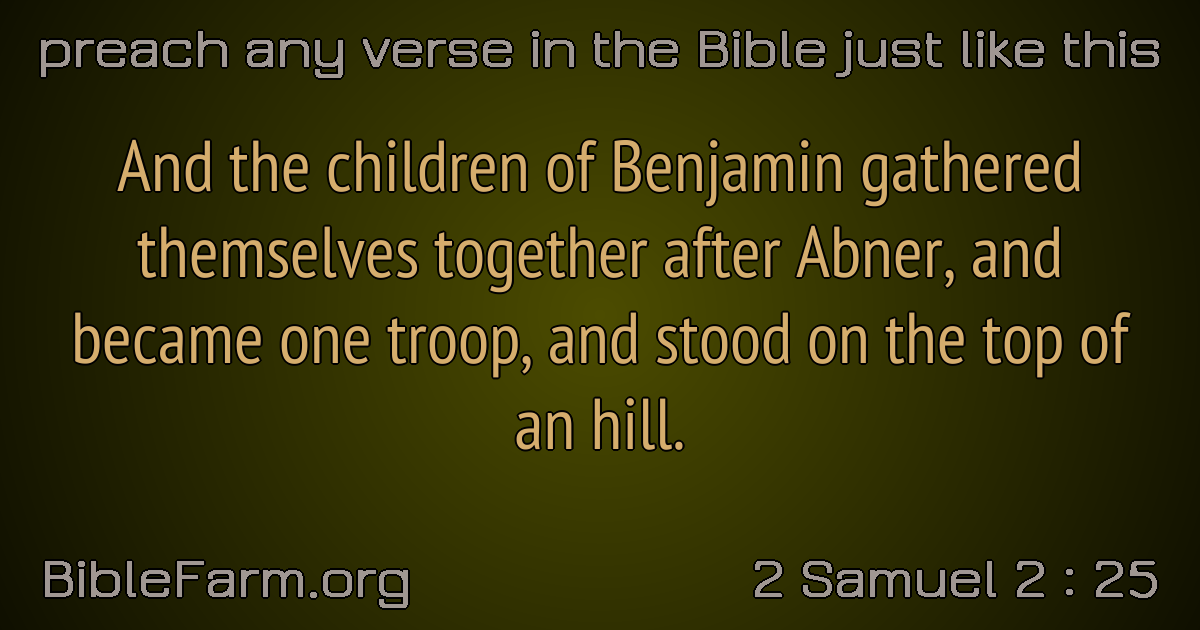 preach any verse in the Bible just like this
And the children of Benjamin gathered
themselves together after Abner, and
became one troop, and stood on the top of
an hill.
BibleFarm.org
2 Samuel 2 : 25